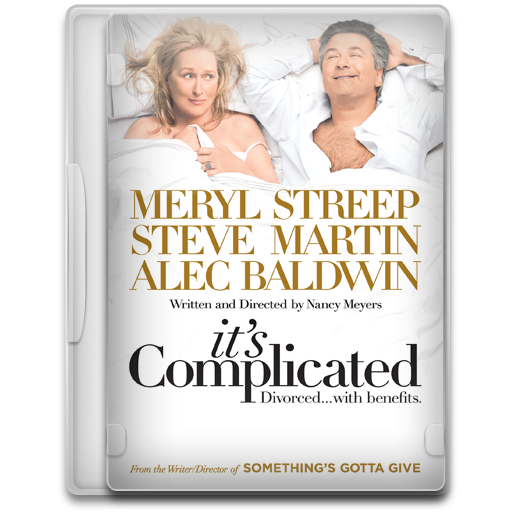 MERYL STREEP
STEVE MARTIN
ALEC BALDWIN
Written and Directed by Nancy Meyers
it's
Complicated
Divorced...with benefits.
From the Writer/Director of SOMETHING'S GOTTA GIVE